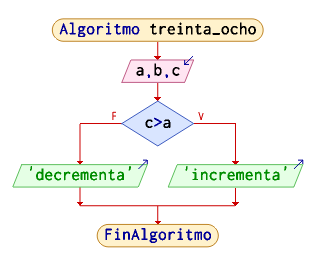 Algoritmo treinta_ocho
a,b,c
F
c>a
V
'decrementa'
'incrementa'
FinAlgoritmo